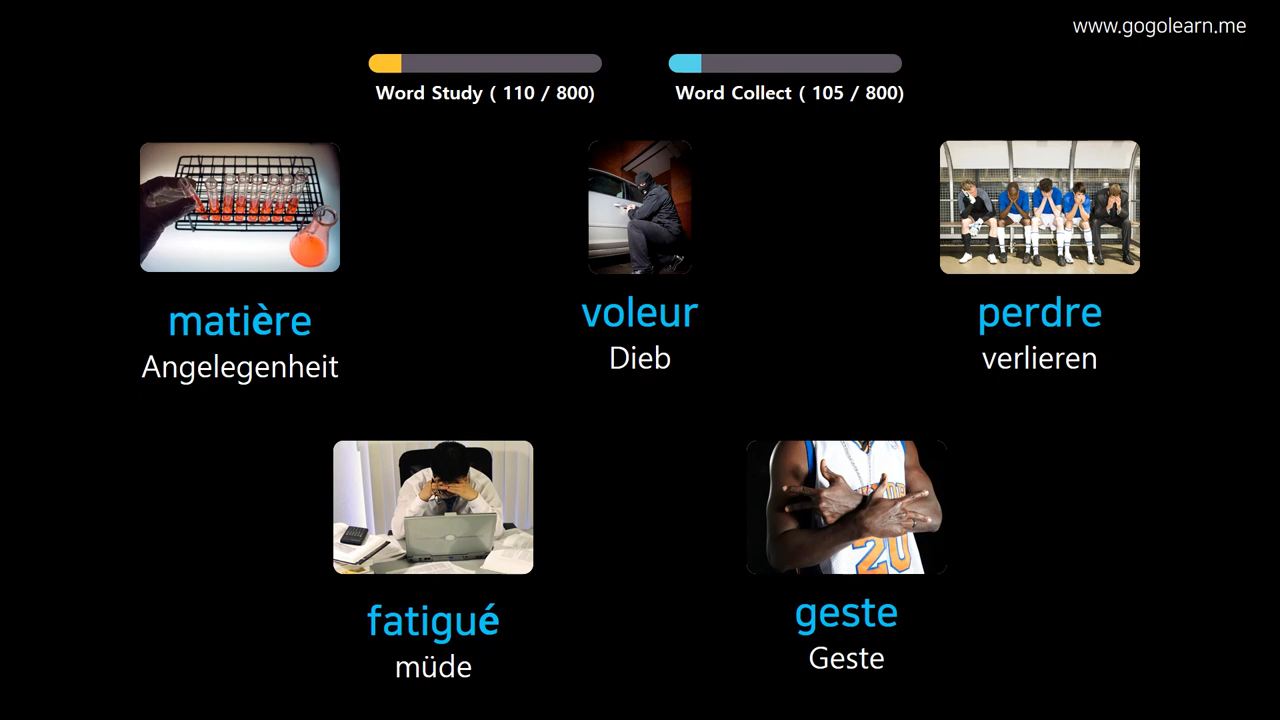 www.gogolearn.me
Word Study ( 110 / 800)
Word Collect ( 105 / 800)
matière
Angelegenheit
voleur
Dieb
perdre
verlieren
20
fatigué
müde
geste
Geste